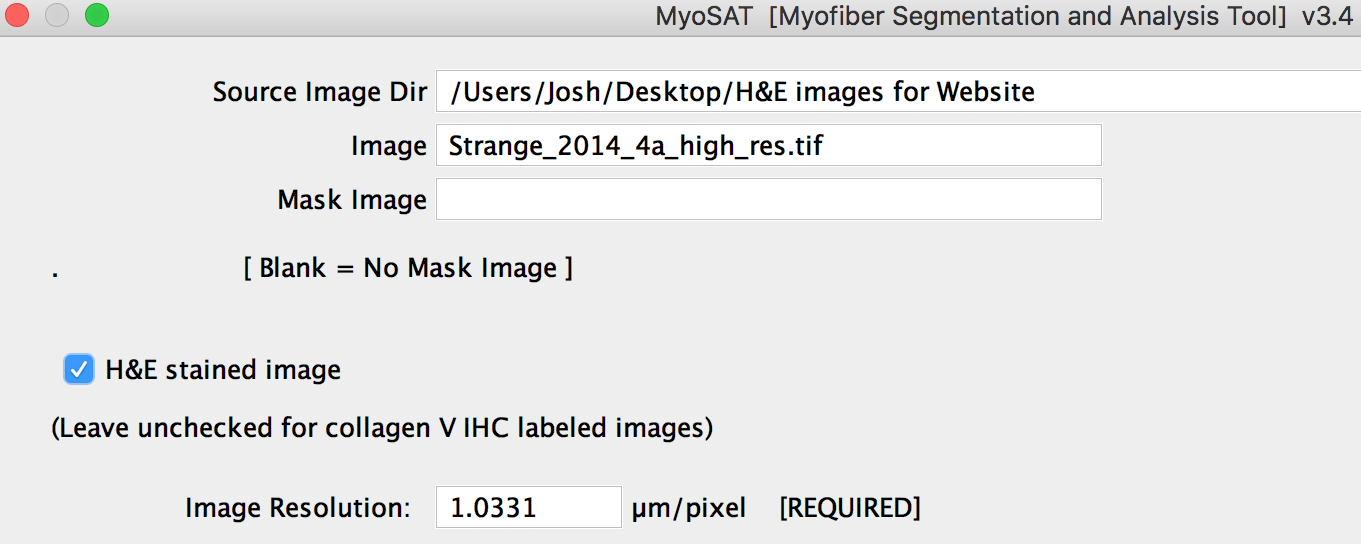 MyoSAT [Myofiber Segmentation and Analysis Tool] v3.4
Source Image Dir /Users/Josh/Desktop/H&E images for Website
Image Strange_2014_4a_high_res.tif
Mask Image
. [ Blank = No Mask Image ]
H&E stained image
(Leave unchecked for collagen V IHC labeled images)
Image Resolution: 1.0331 µm/pixel [REQUIRED]